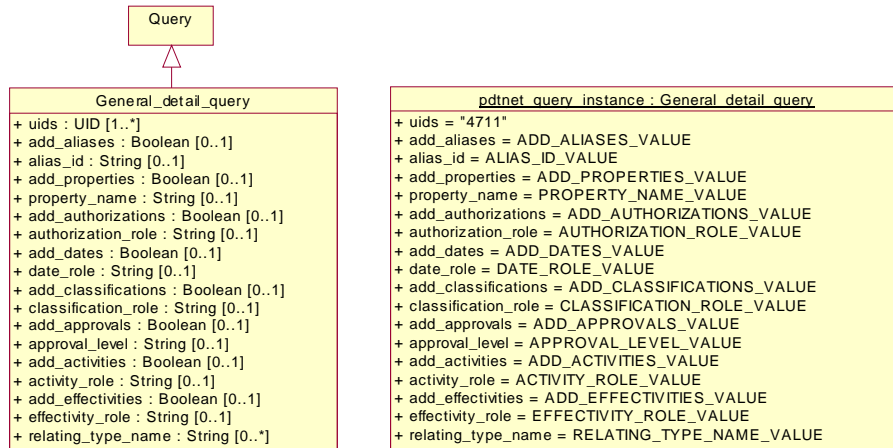 Query
General_detail_query
+ uids : UID [1..*]
+ add_aliases : Boolean [0..1]
+ alias_id : String [0..1]
+ add_properties : Boolean [0..1]
+ property_name : String [0..1]
+ add_authorizations : Boolean [0..1]
+ authorization_role : String [0..1]
+ add_dates : Boolean [0..1]
+ date_role : String [0..1]
+ add_classifications : Boolean [0..1]
+ classification_role : String [0..1]
+ add_approvals : Boolean [0..1]
+ approval_level : String [0..1]
+ add_activities : Boolean [0..1]
+ activity_role : String [0..1]
+ add_effectivities : Boolean [0..1]
+ effectivity_role : String [0..1]
+ relating_type_name : String [0..*]
pdtnet_query_instance : General_detail_query
+ uids = "4711"
+ add_aliases = ADD_ALIASES_VALUE
+ alias_id = ALIAS_ID_VALUE
+ add_properties = ADD_PROPERTIES_VALUE
+ property_name = PROPERTY_NAME_VALUE
+ add_authorizations = ADD_AUTHORIZATIONS_VALUE
+ authorization_role = AUTHORIZATION_ROLE_VALUE
+ add_dates = ADD_DATES_VALUE
+ date_role = DATE_ROLE_VALUE
+ add_classifications = ADD_CLASSIFICATIONS_VALUE
+ classification_role = CLASSIFICATION_ROLE_VALUE
+ add_approvals = ADD_APPROVALS_VALUE
+ approval_level = APPROVAL_LEVEL_VALUE
+ add_activities = ADD_ACTIVITIES_VALUE
+ activity_role = ACTIVITY_ROLE_VALUE
+ add_effectivities = ADD_EFFECTIVITIES_VALUE
+ effectivity_role = EFFECTIVITY_ROLE_VALUE
+ relating_type_name = RELATING_TYPE_NAME_VALUE